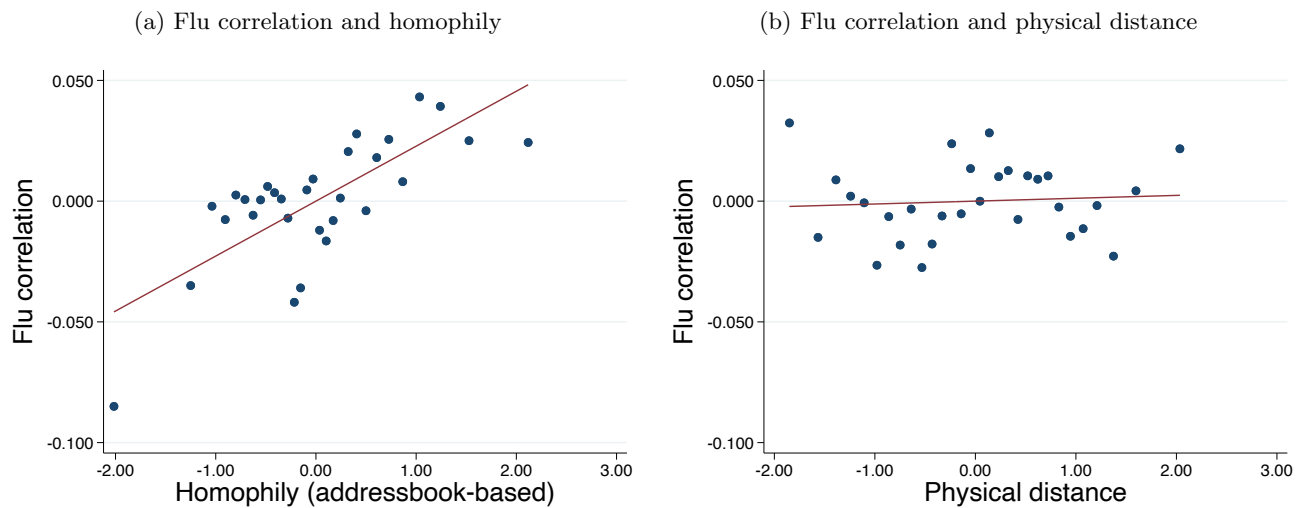 (a) Flu correlation and homophily
0.050
0.000
-0.050
-0.100
Flu correlation
-2.00 -1.00 0.00 1.00 2.00 3.00
Homophily (addressbook-based)
(b) Flu correlation and physical distance
0.050
0.000
-0.050
-0.100
Flu correlation
-2.00 -1.00 0.00 1.00 2.00 3.00
Physical distance